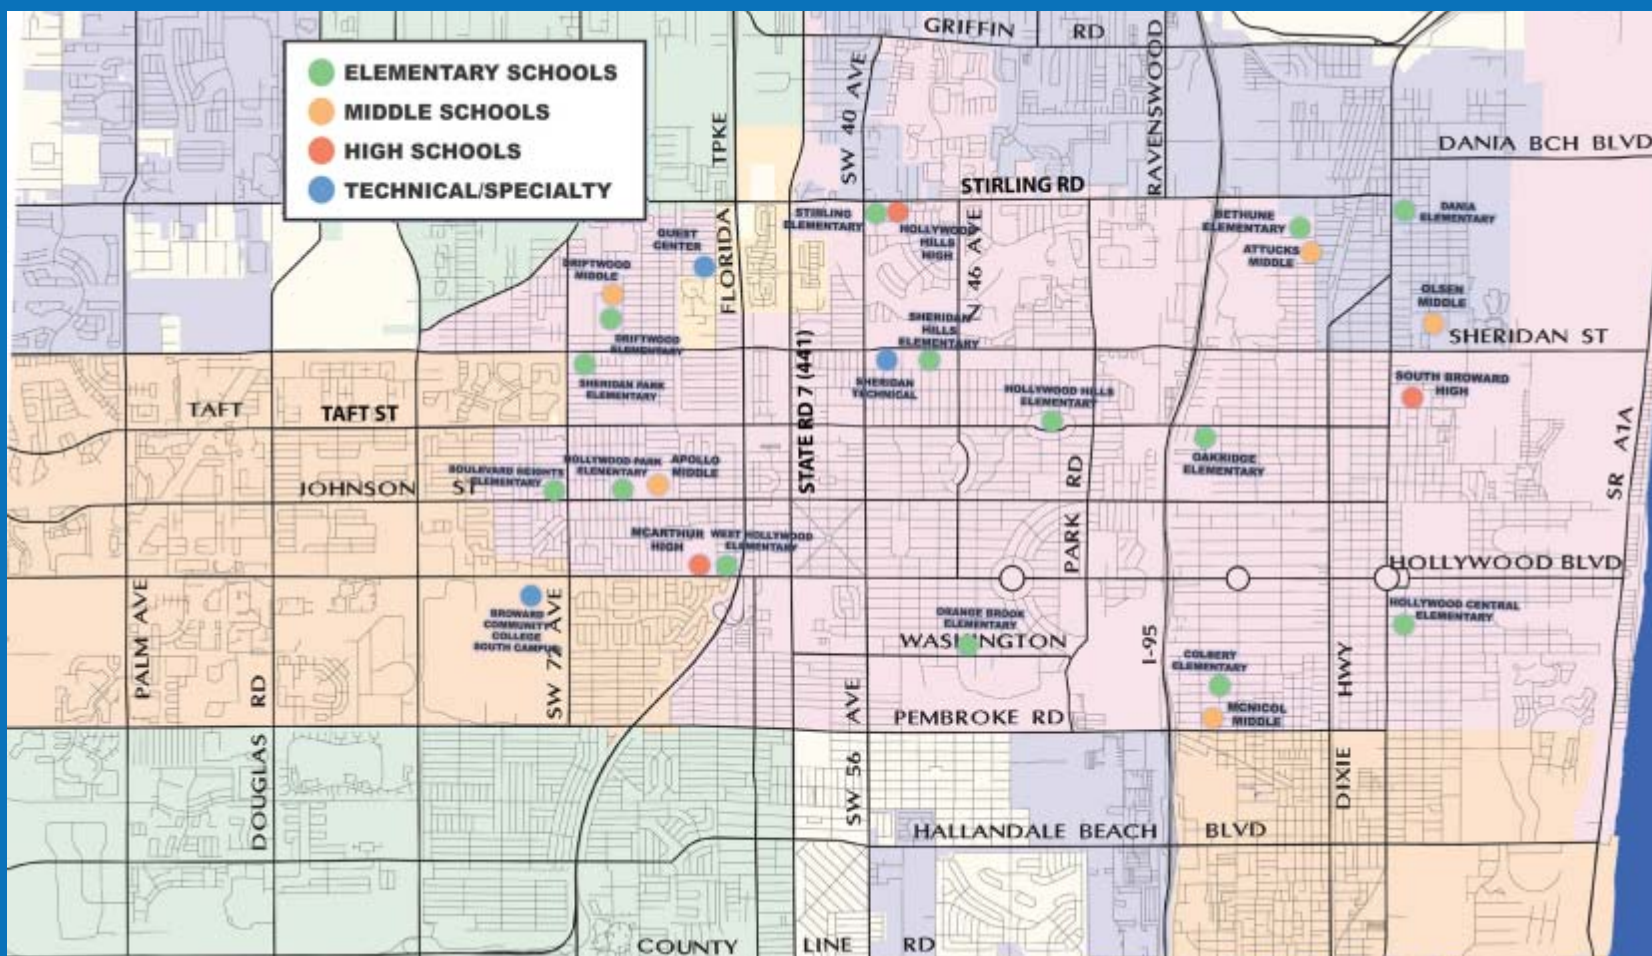 GRIFFIN RD
ELEMENTARY SCHOOLS
MIDDLE SCHOOLS
HIGH SCHOOLS
TECHNICAL/SPECIALTY
TPKE
FLORIDA
SW 40 AVE
RAVENSWOOD
DANIA BCH BLVD
STIRLING RD
STIRLING
ELEMENTARY
HOLLYWOOD
HILLS
HIGH
N 46 AVE
BETHUNE
ELEMENTARY
ATTUCKS
MIDDLE
DANIA
ELEMENTARY
QUEST
CENTER
DRIFTWOOD
MIDDLE
DRIFTWOOD
ELEMENTARY
OLSEN
MIDDLE
SHERIDAN ST
SHERIDAN
HILLS
ELEMENTARY
STATE RD 7 (441)
SHERIDAN PARK
ELEMENTARY
SHERIDAN
TECHNICAL
HOLLYWOOD HILLS
ELEMENTARY
SOUTH BROWARD
HIGH
TAFT
TAFT ST
SR A1A
OAKRIDGE
ELEMENTARY
BOULEVARD HEIGHTS
ELEMENTARY
HOLLYWOOD PARK
ELEMENTARY
APOLLO
MIDDLE
JOHNSON ST
PARK RD
MCARTHUR
HIGH
WEST HOLLYWOOD
ELEMENTARY
HOLLYWOOD BLVD
PALM AVE
BROWARD
COMMUNITY
COLLEGE
SOUTH CAMPUS
SW 72 AVE
ORANGE BROOK
ELEMENTARY
WASHINGTON
I-95
HOLLYWOOD CENTRAL
ELEMENTARY
COLBERY
ELEMENTARY
MCNICOL
MIDDLE
PEMBROKE RD
DOUGLAS RD
SW 56 AVE
DIXIE HWY
HALLANDALE BEACH BLVD
COUNTY LINE RD